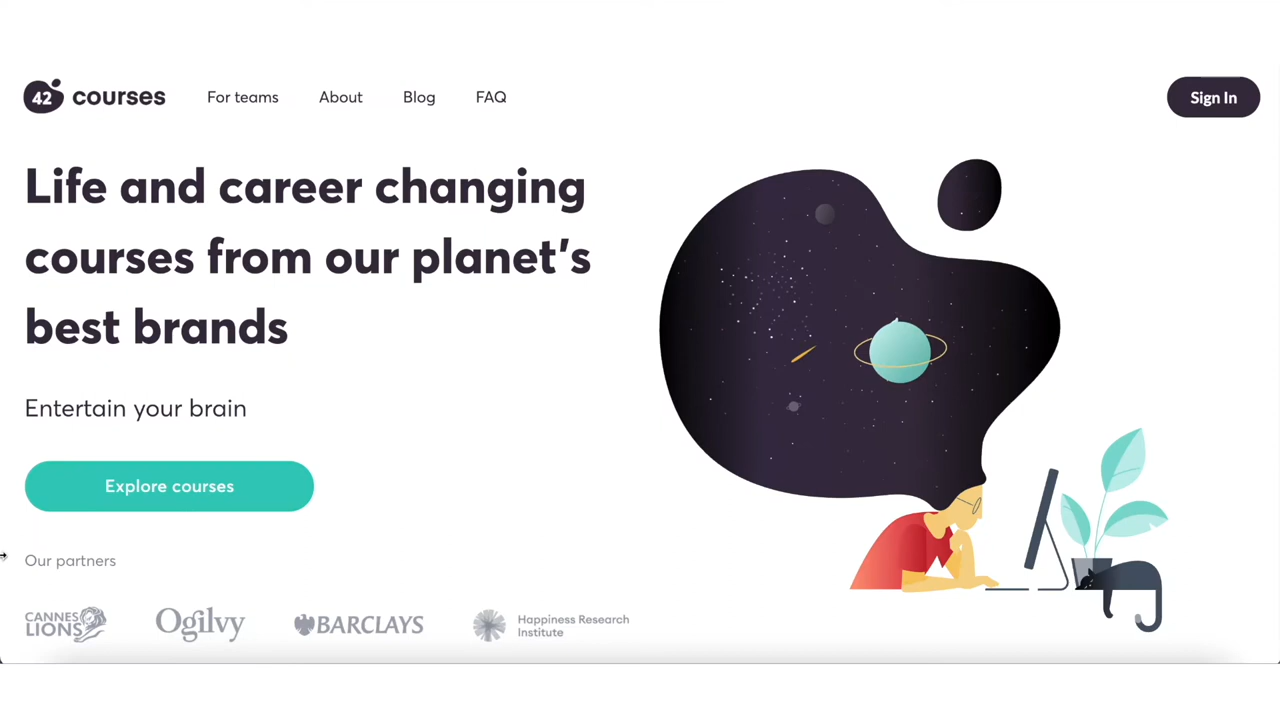 42 courses
For teams
About
Blog
FAQ
Sign In
Life and career changing
courses from our planet's
best brands
Entertain your brain
Explore courses
Our partners
CANNES
LIONS
Ogilvy
BARCLAYS
Happiness Research
Institute